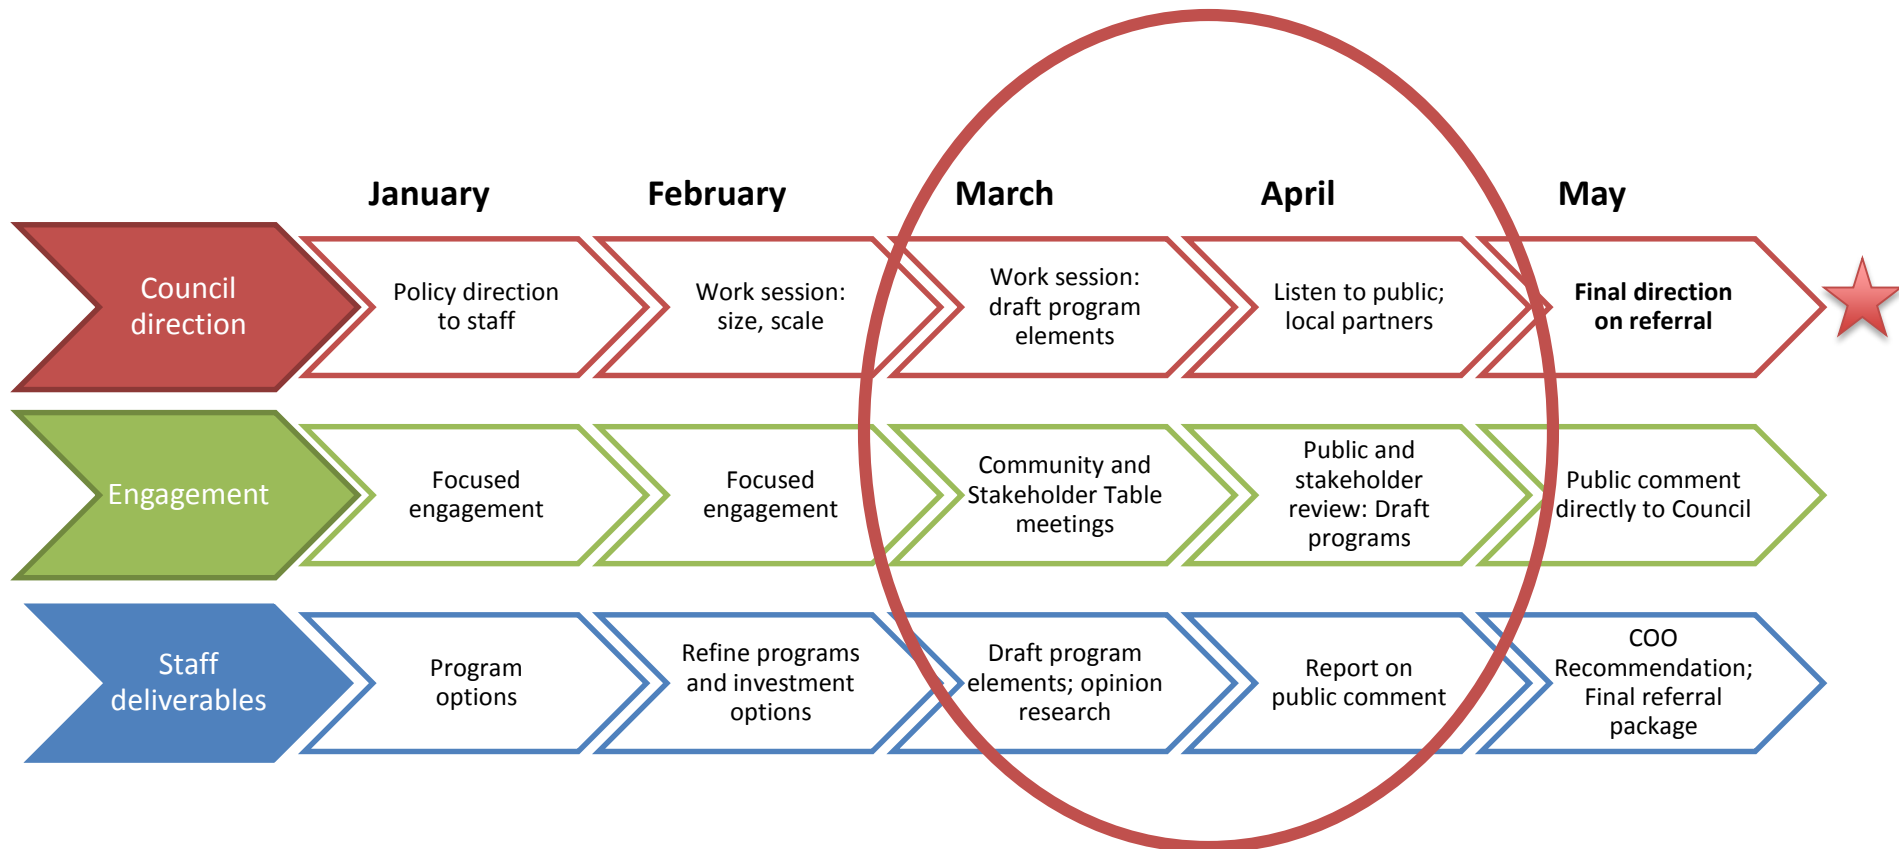 January
February
March
April
May
Council
direction
Policy direction
to staff
Work session:
size, scale
Work session:
draft program
elements
Listen to public;
local partners
Final direction
on referral
Engagement
Focused
engagement
Focused
engagement
Community and
Stakeholder Table
meetings
Public and
stakeholder
review: Draft
programs
Public comment
directly to Council
Staff
deliverables
Program
options
Refine programs
and investment
options
Draft program
elements; opinion
research
Report on
public comment
COO
Recommendation;
Final referral
package